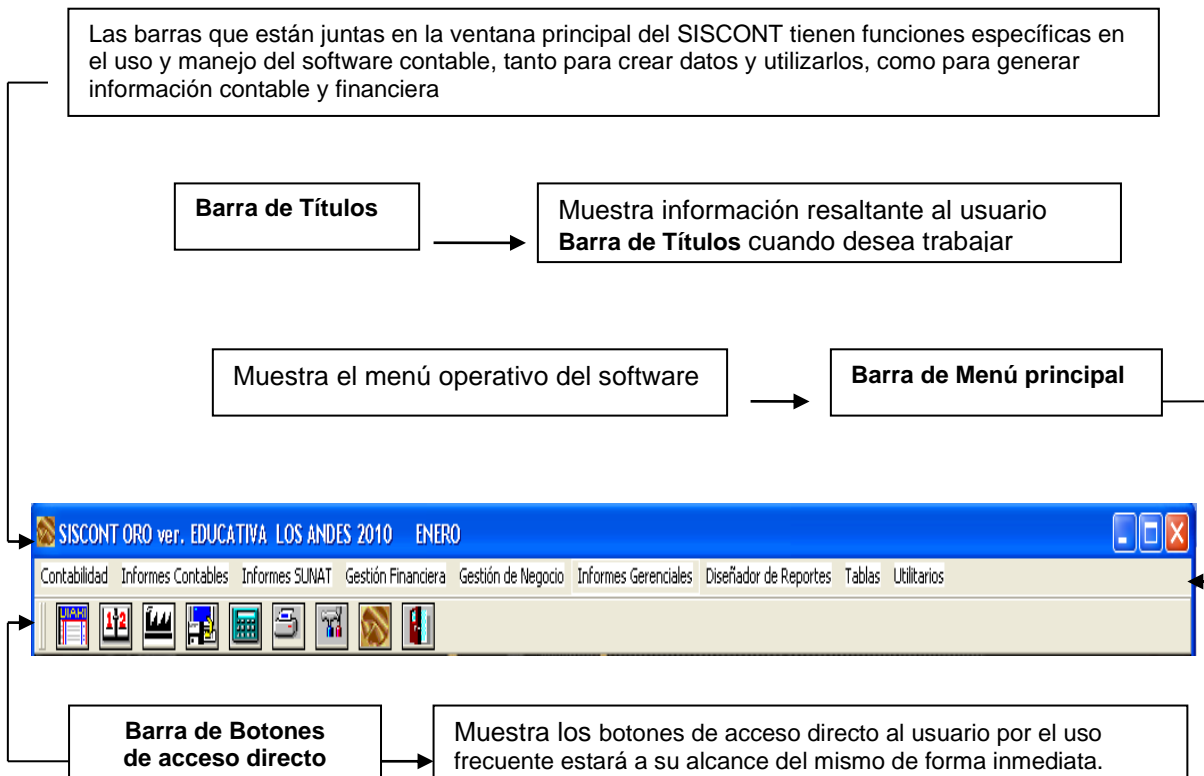 Las barras que están juntas en la ventana principal del SISCONT tienen funciones específicas en
el uso y manejo del software contable, tanto para crear datos y utilizarlos, como para generar
información contable y financiera
Barra de Títulos
Muestra información resaltante al usuario
Barra de Títulos cuando desea trabajar
Muestra el menú operativo del software
Barra de Menú principal
SISCONT ORO ver. EDUCATIVA LOS ANDES 2010 ENERO
Contabilidad Informes Contables Informes SUNAT Gestión Financiera Gestión de Negocio Informes Gerenciales Diseñador de Reportes Tablas Utilitarios
Barra de Botones
de acceso directo
Muestra los botones de acceso directo al usuario por el uso
frecuente estará a su alcance del mismo de forma inmediata.